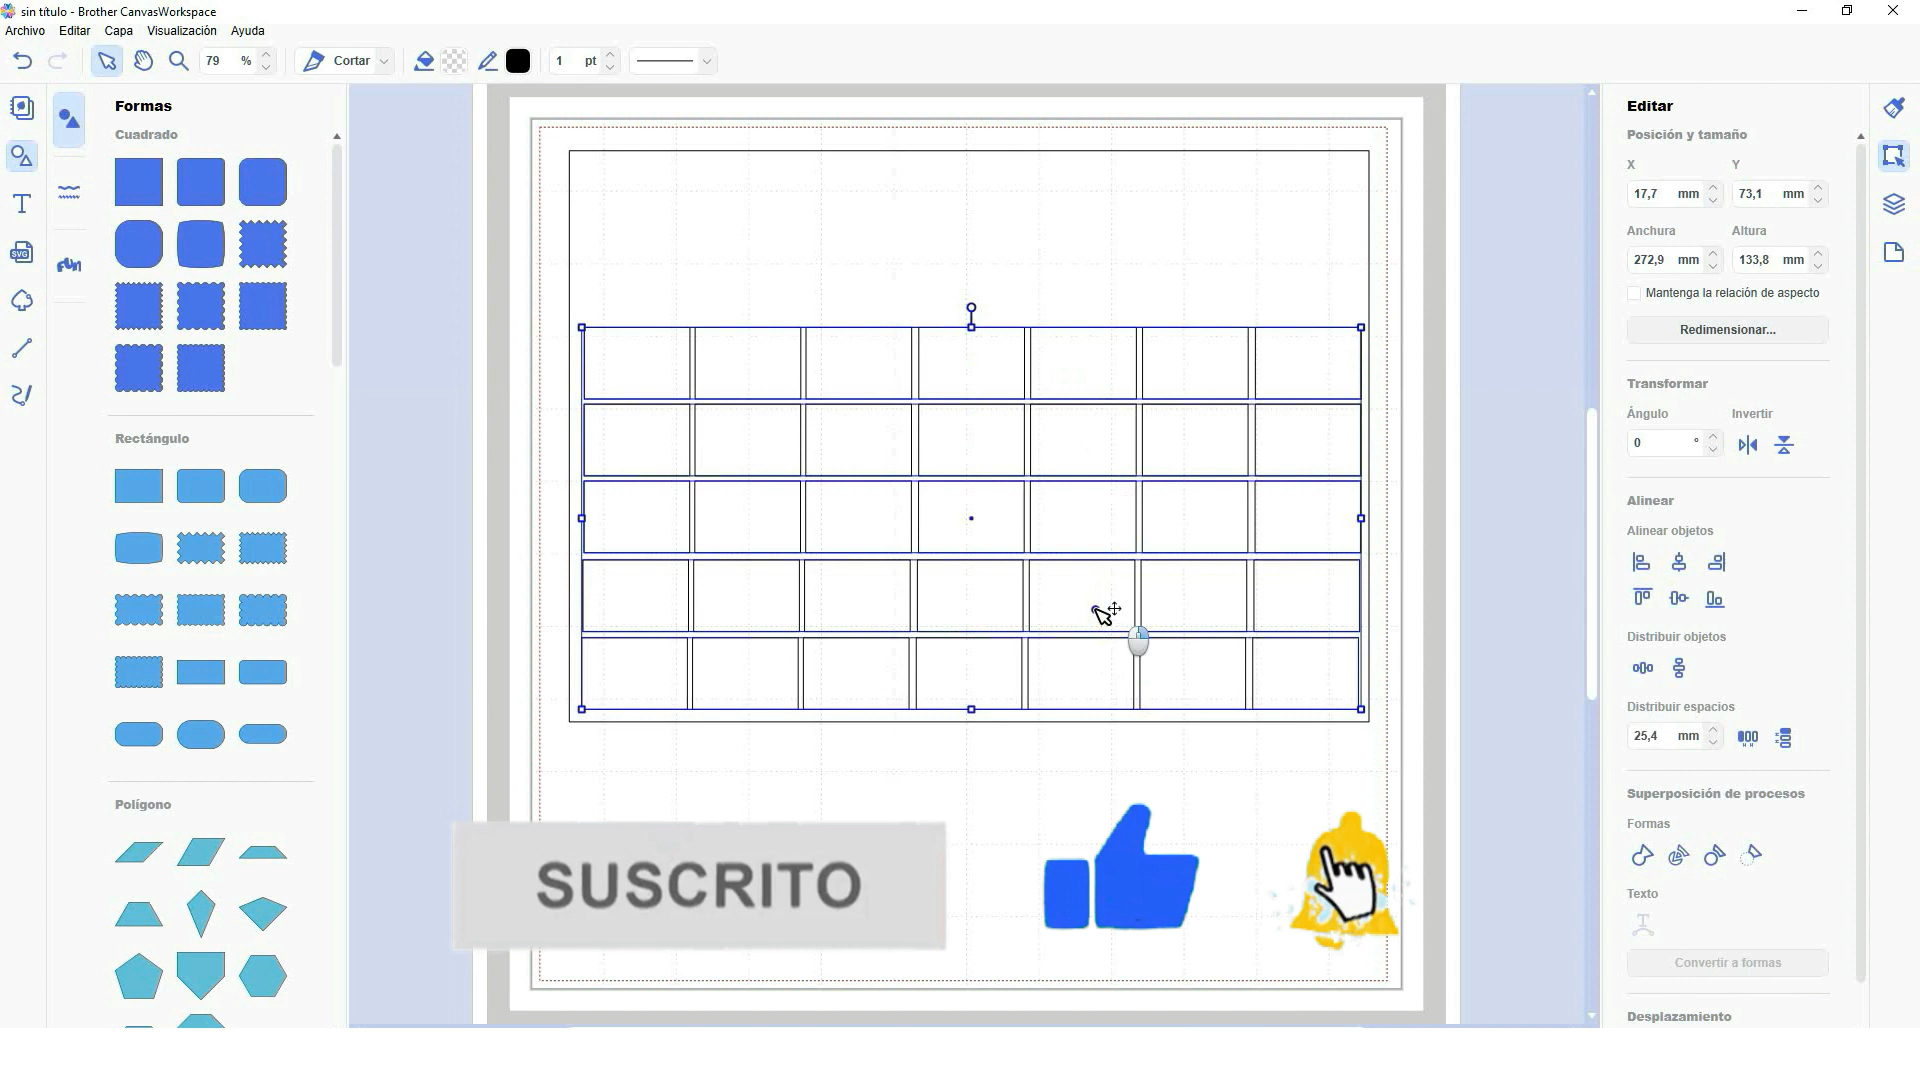 sin título - Brother CanvasWorkspace
Archivo Editar Capa Visualización Ayuda
79 % Cortar 1 pt
Formas
Cuadrado
Rectángulo
Polígono
T
SVG
Fun
Editar
Posición y tamaño
X Y
17,7 mm 73,1 mm
Anchura Altura
272,9 mm 133,8 mm
Mantenga la relación de aspecto
Redimensionar...
Transformar
Ángulo Invertir
0 °
Alinear
Alinear objetos
Distribuir objetos
Distribuir espacios
25,4 mm
Superposición de procesos
Formas
Texto
Convertir a formas
Desplazamiento
SUSCRITO